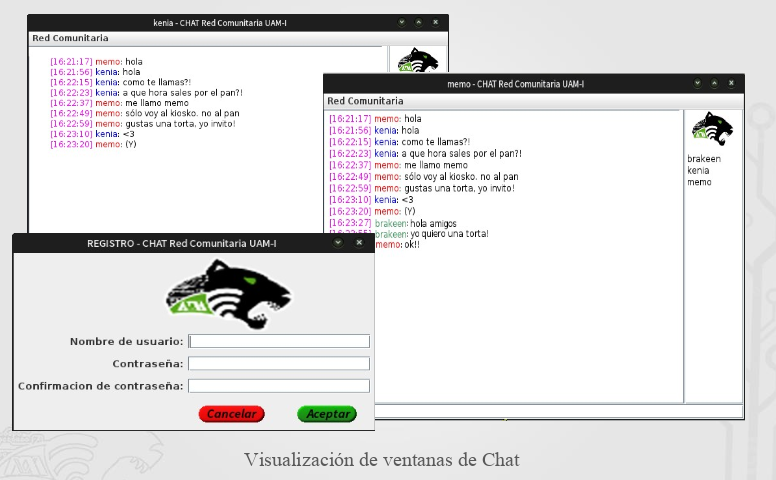 kenia - CHAT Red Comunitaria UAM-I
Red Comunitaria
[16:21:17] memo: hola
[16:21:56] kenia: hola
[16:22:15] kenia: como te llamas?!
[16:22:23] kenia: a que hora sales por el pan?!
[16:22:37] memo: me llamo memo
[16:22:49] memo: sólo voy al kiosko. no al pan
[16:22:59] memo: gustas una torta. yo invito!
[16:23:10] kenia: <3
[16:23:20] memo: (Y)
memo - CHAT Red Comunitaria UAM-I
Red Comunitaria
[16:21:17] memo: hola
[16:21:56] kenia: hola
[16:22:15] kenia: como te llamas?!
[16:22:23] kenia: a que hora sales por el pan?!
[16:22:37] memo: me llamo memo
[16:22:49] memo: sólo voy al kiosko. no al pan
[16:22:59] memo: gustas una torta. yo invito!
[16:23:10] kenia: <3
[16:23:20] memo: (Y)
[16:23:27] brakeen: hola amigos
brakeen: yo quiero una torta!
memo: ok!!
brakeen
kenia
memo
REGISTRO - CHAT Red Comunitaria UAM-I
Nombre de usuario:
Contraseña:
Confirmacion de contraseña:
Cancelar
Aceptar
Visualización de ventanas de Chat